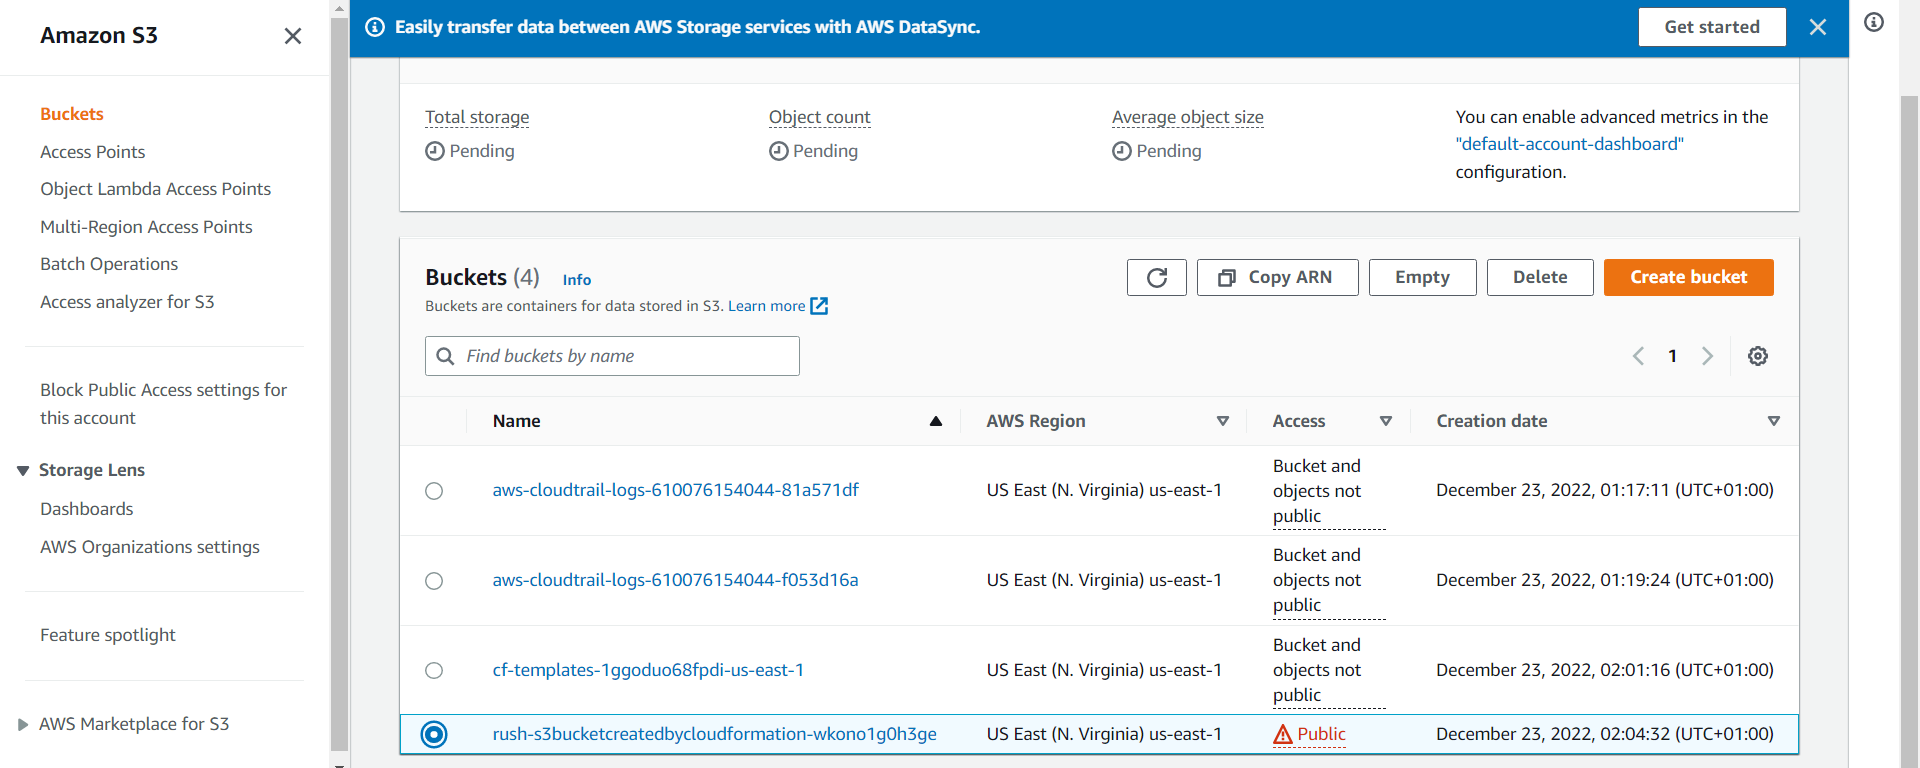 Amazon S3
Buckets
Access Points
Object Lambda Access Points
Multi-Region Access Points
Batch Operations
Access analyzer for S3
Block Public Access settings for
this account
Storage Lens
Dashboards
AWS Organizations settings
Feature spotlight
AWS Marketplace for S3
Easily transfer data between AWS Storage services with AWS DataSync.
Get started
Total storage
Pending
Object count
Pending
Average object size
Pending
You can enable advanced metrics in the
"default-account-dashboard"
configuration.
Buckets (4) Info
Buckets are containers for data stored in S3. Learn more
Copy ARN
Empty
Delete
Create bucket
Find buckets by name
1
Name AWS Region Access Creation date
aws-cloudtrail-logs-610076154044-81a571df
US East (N. Virginia) us-east-1
Bucket and
objects not
public
December 23, 2022, 01:17:11 (UTC+01:00)
aws-cloudtrail-logs-610076154044-f053d16a
US East (N. Virginia) us-east-1
Bucket and
objects not
public
December 23, 2022, 01:19:24 (UTC+01:00)
cf-templates-1ggoduo68fpdi-us-east-1
US East (N. Virginia) us-east-1
Bucket and
objects not
public
December 23, 2022, 02:01:16 (UTC+01:00)
rush-s3bucketcreatedbycloudformation-wkono1g0h3ge
US East (N. Virginia) us-east-1
Public
December 23, 2022, 02:04:32 (UTC+01:00)